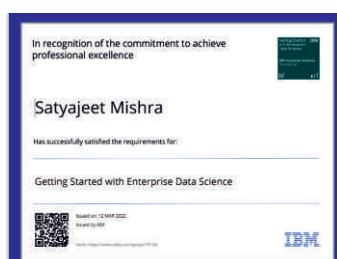 In recognition of the commitment to achieve
professional excellence
Satyajeet Mishra
Has successfully satisfied the requirements for:
Getting Started with Enterprise Data Science
Issued on: 12 MAR 2022
Issued by: IBM
IBM